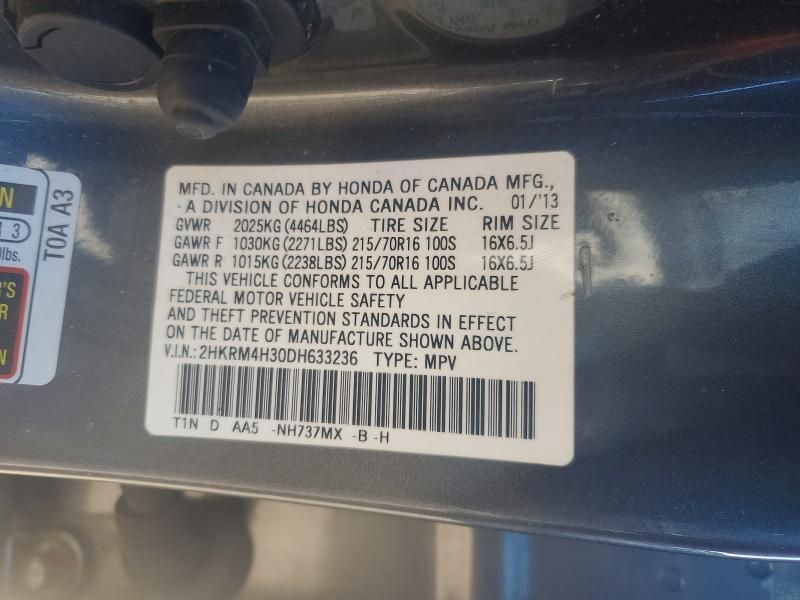 MFD. IN CANADA BY HONDA OF CANADA MFG.,
A DIVISION OF HONDA CANADA INC. 01/'13
GVWR 2025KG (4464LBS) TIRE SIZE RIM SIZE
GAWR F 1030KG (2271LBS) 215/70R16 100S 16X6.5J
GAWR R 1015KG (2238LBS) 215/70R16 100S 16X6.5J
THIS VEHICLE CONFORMS TO ALL APPLICABLE
FEDERAL MOTOR VEHICLE SAFETY
AND THEFT PREVENTION STANDARDS IN EFFECT
ON THE DATE OF MANUFACTURE SHOWN ABOVE.
V.I.N.: 2HKRM4H30DH633236 TYPE: MPV
T1N D AA5 -NH737MX -B -H
T0A A3
3
lbs.